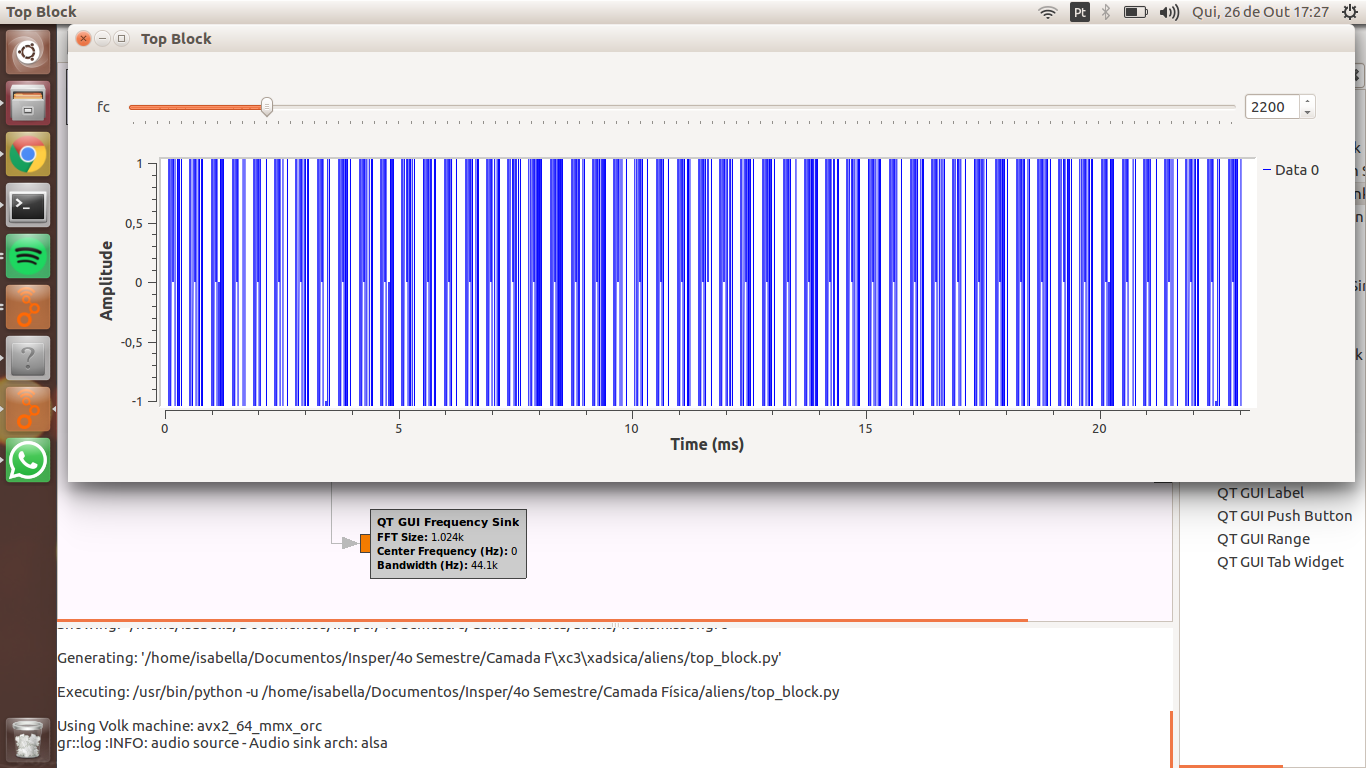 Top Block
Pt
Qui, 26 de Out 17:27
Top Block
fc
2200
1
0,5
0
-0,5
-1
Amplitude
Data 0
0
5
10
15
20
Time (ms)
QT GUI Frequency Sink
FFT Size: 1.024k
Center Frequency (Hz): 0
Bandwidth (Hz): 44.1k
QT GUI Label
QT GUI Push Button
QT GUI Range
QT GUI Tab Widget
Generating: '/home/isabella/Documentos/Insper/4o Semestre/Camada F\xc3\xadsica/aliens/top_block.py'
Executing: /usr/bin/python -u /home/isabella/Documentos/Insper/4o Semestre/Camada Física/aliens/top_block.py
Using Volk machine: avx2_64_mmx_orc
gr::log :INFO: audio source - Audio sink arch: alsa